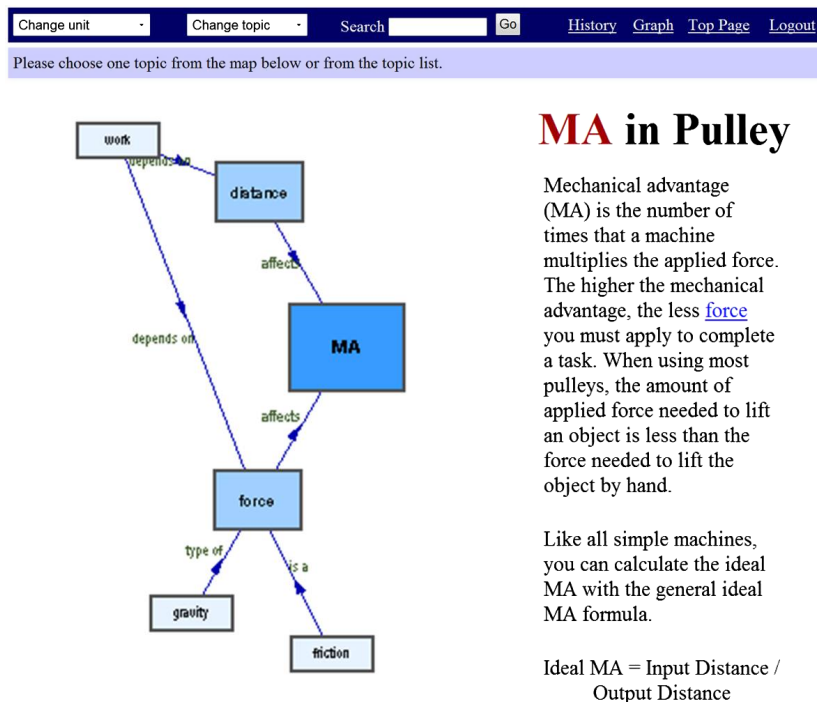 Change unit Change topic Search Go History Graph Top Page Logout
Please choose one topic from the map below or from the topic list.
work
depends on
distance
affects
MA
depends on
affects
force
type of
is a
gravity
friction
MA in Pulley
Mechanical advantage
(MA) is the number of
times that a machine
multiplies the applied force.
The higher the mechanical
advantage, the less force
you must apply to complete
a task. When using most
pulleys, the amount of
applied force needed to lift
an object is less than the
force needed to lift the
object by hand.
Like all simple machines,
you can calculate the ideal
MA with the general ideal
MA formula.
Ideal MA = Input Distance /
Output Distance